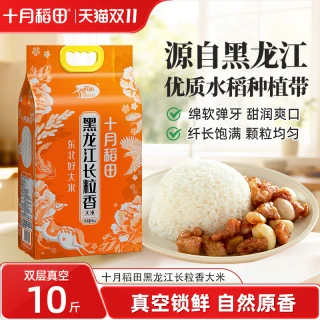 十月稻田 天猫双11
源自黑龙江
优质水稻种植带
✓ 绵软弹牙 甜润爽口
✓ 纤长饱满 颗粒均匀
十月稻田
黑龙江长粒香
大米
东北好大米
双层真空
10斤
十月稻田黑龙江长粒香大米
真空锁鲜 自然原香